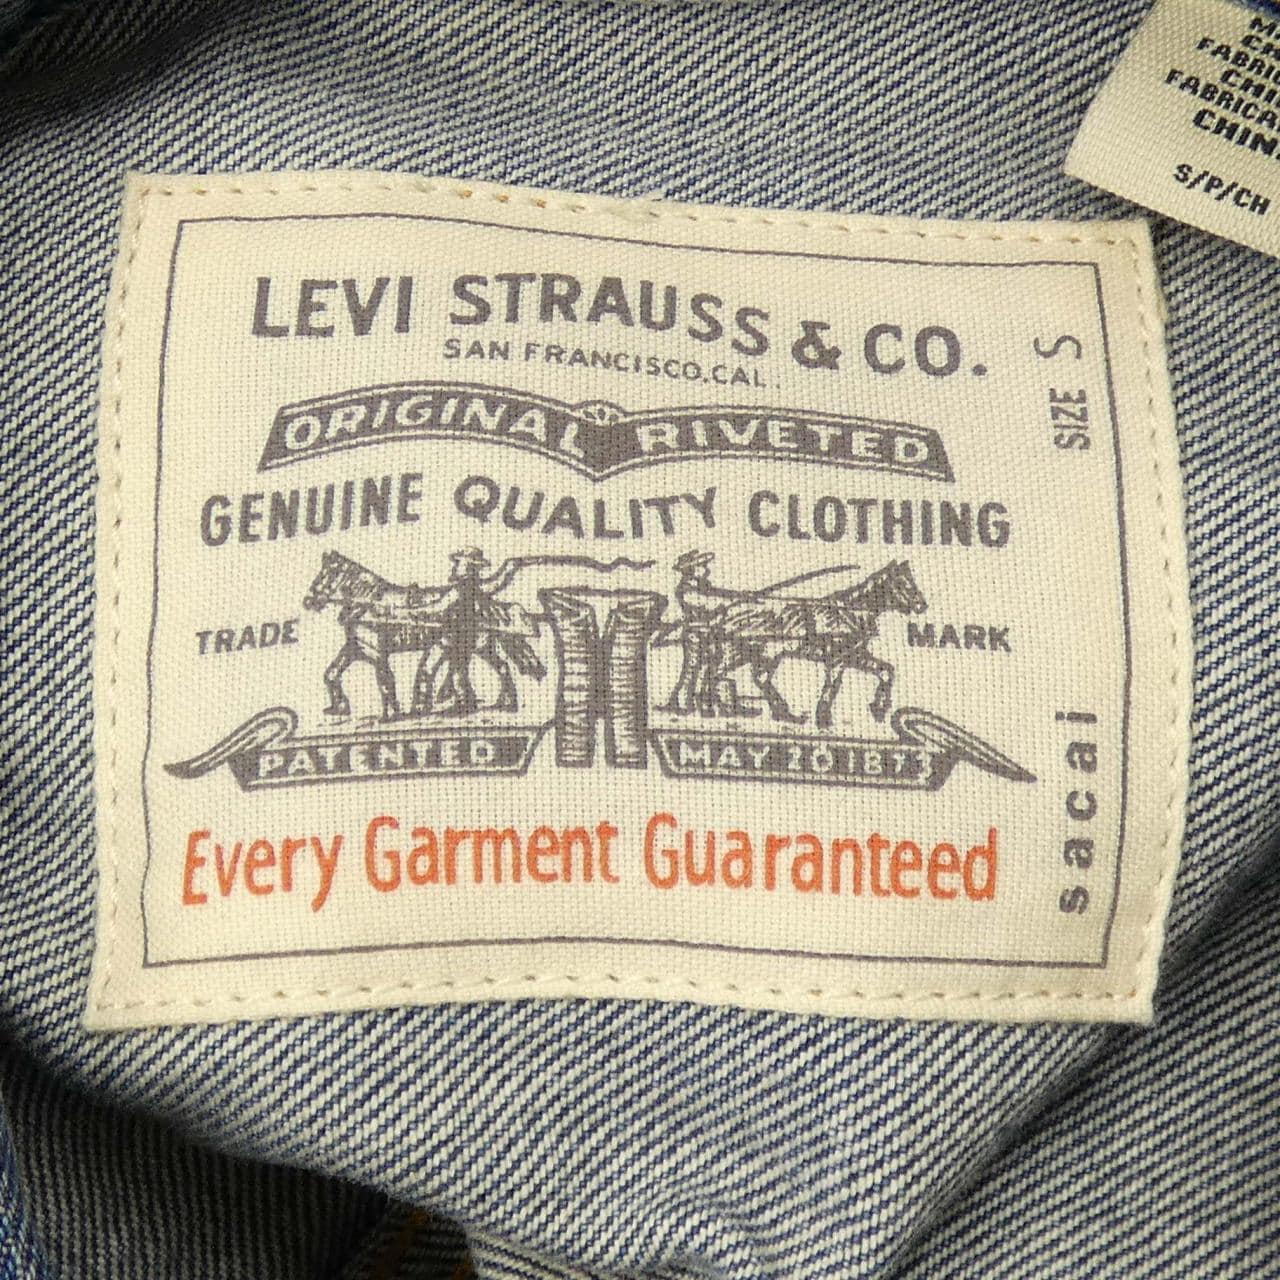 LEVI STRAUSS & CO.
SAN FRANCISCO, CAL.
ORIGINAL RIVETED
GENUINE QUALITY CLOTHING
TRADE MARK
PATENTED MAY 20 1873
Every Garment Guaranteed
SIZE S
sacai
S/P/CH